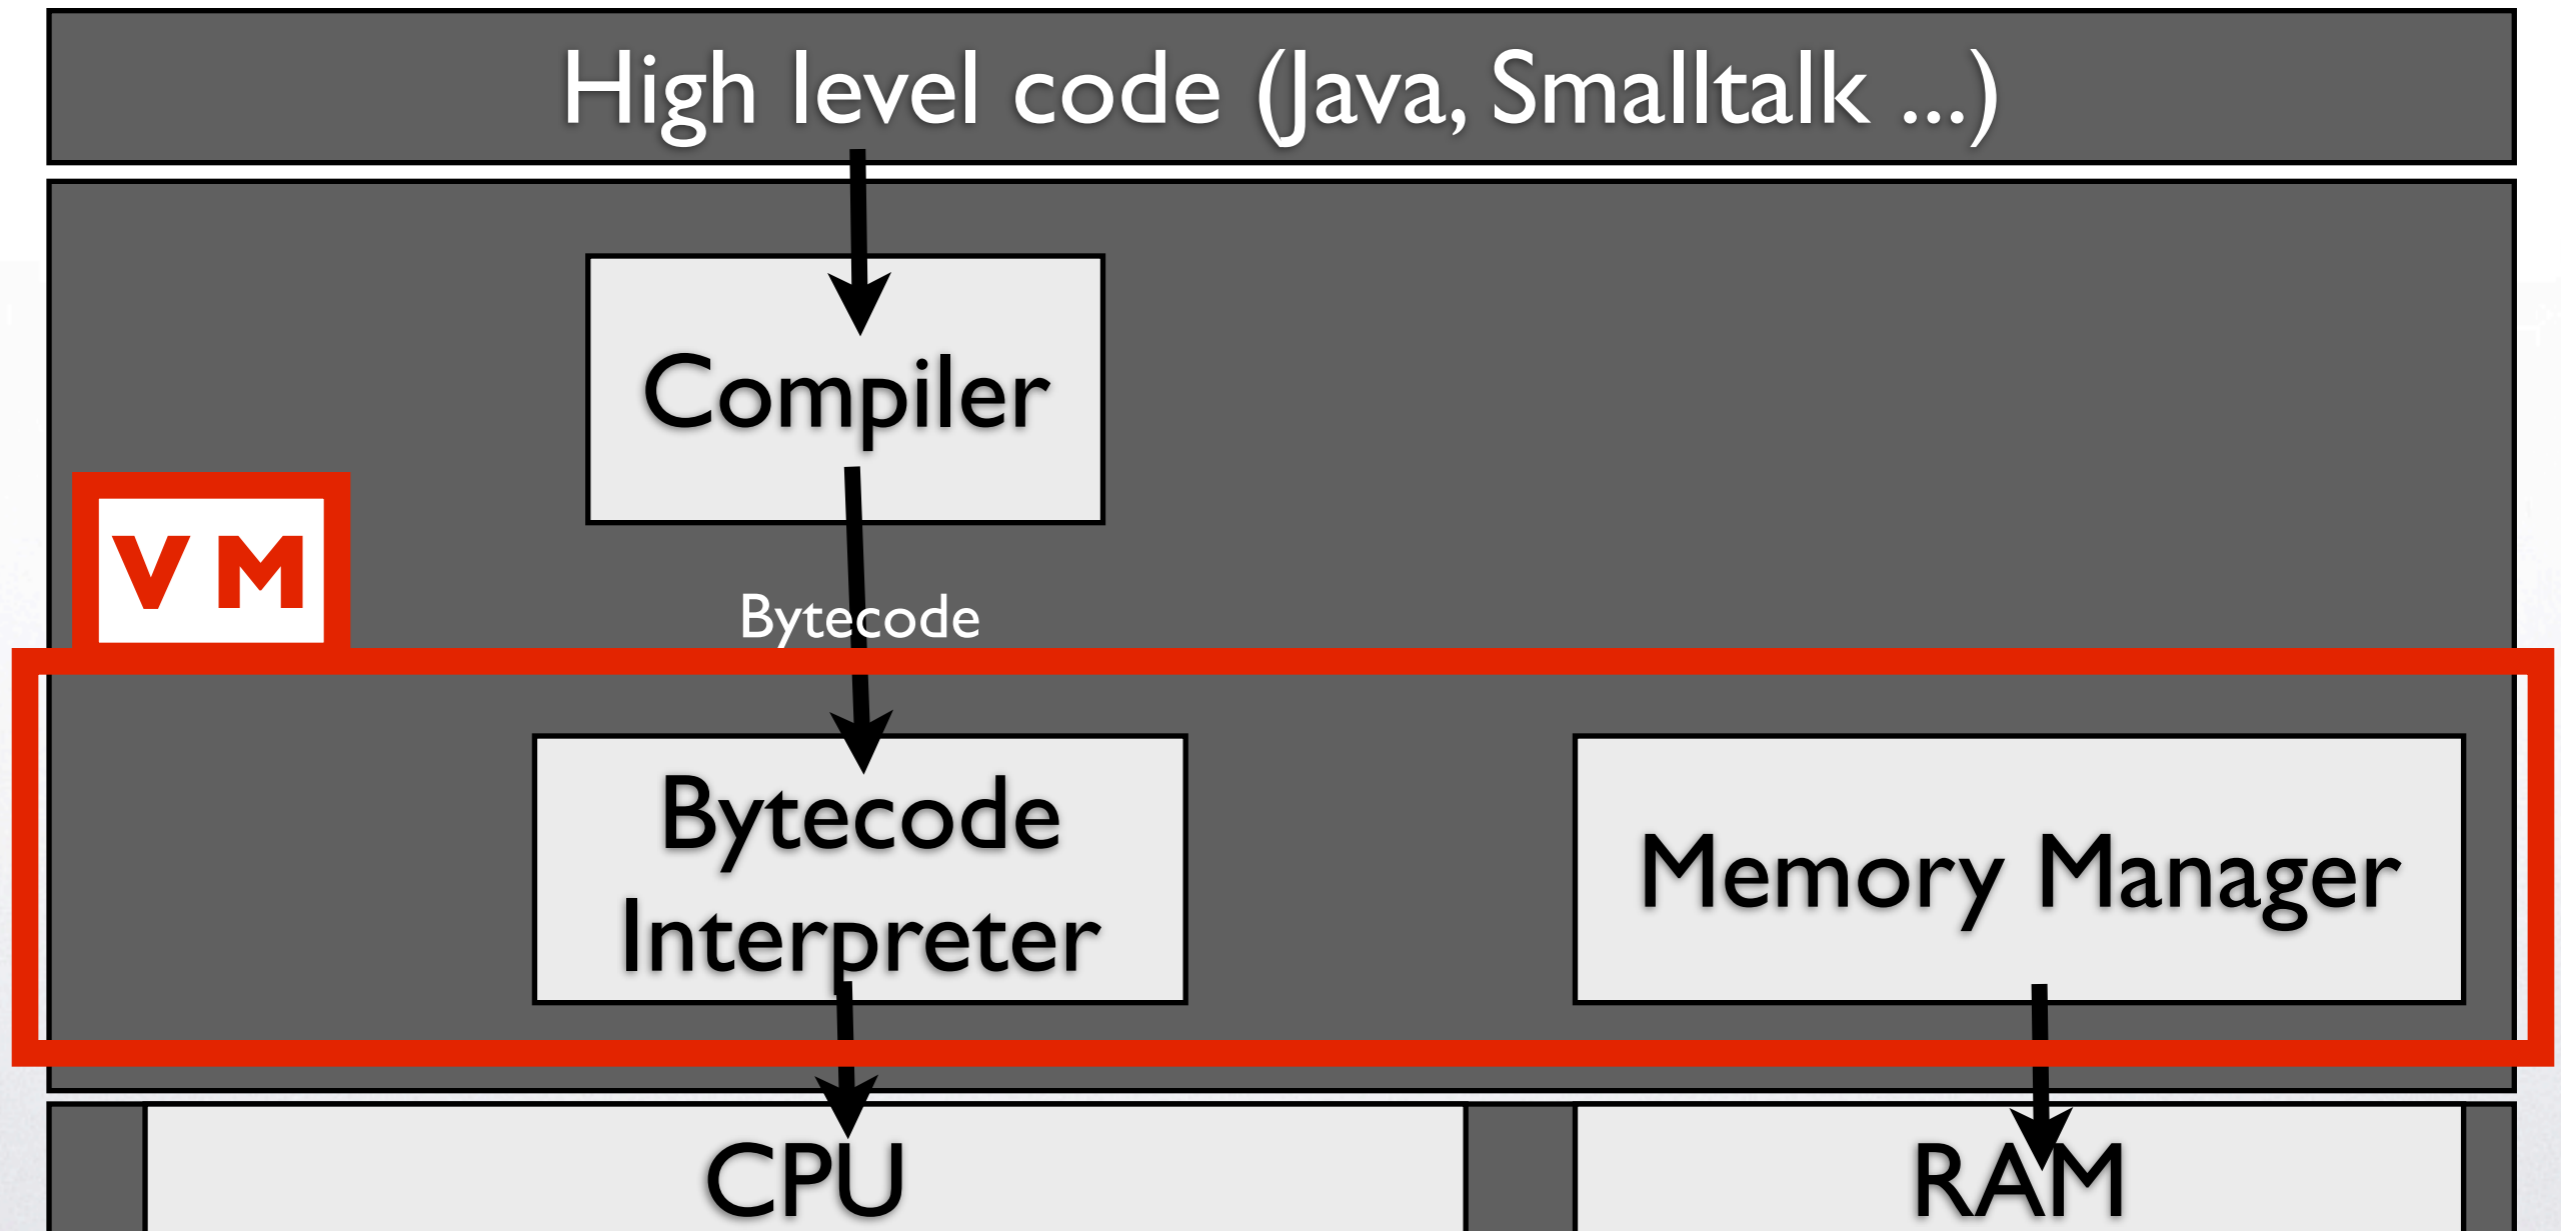 High level code (Java, Smalltalk ...)
Compiler
VM
Bytecode
Bytecode
Interpreter
Memory Manager
CPU
RAM